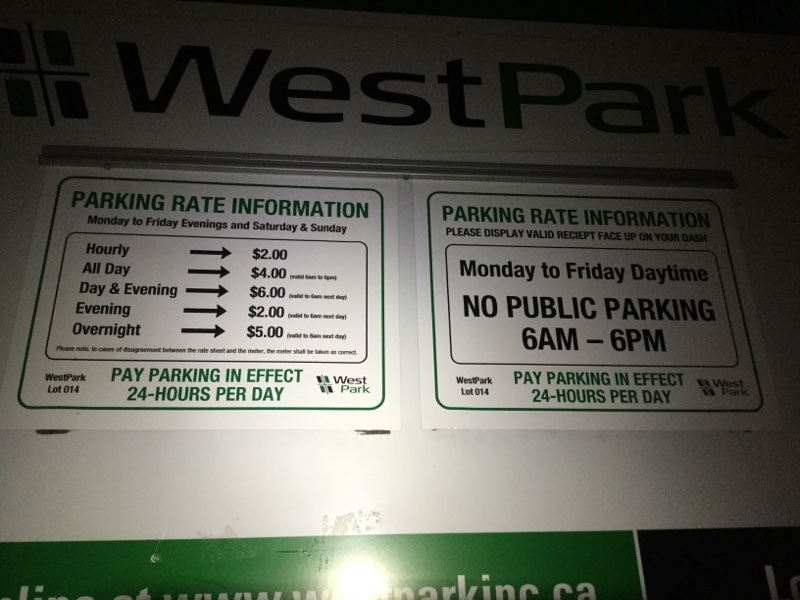 WestPark
PARKING RATE INFORMATION
Monday to Friday Evenings and Saturday & Sunday
Hourly $2.00
All Day $4.00 (valid 6am to 6pm)
Day & Evening $6.00 (valid to 6am next day)
Evening $2.00 (valid to 6am next day)
Overnight $5.00 (valid to 8am next day)
Please note: In cases of disagreement between the rate sheet and the meter, the meter shall be taken as correct.
WestPark
Lot 014
PAY PARKING IN EFFECT
24-HOURS PER DAY
West
Park
PARKING RATE INFORMATION
PLEASE DISPLAY VALID RECIEPT FACE UP ON YOUR DASH
Monday to Friday Daytime
NO PUBLIC PARKING
6AM – 6PM
WestPark
Lot 014
PAY PARKING IN EFFECT
24-HOURS PER DAY
West
Park
at www.westparkinc.ca